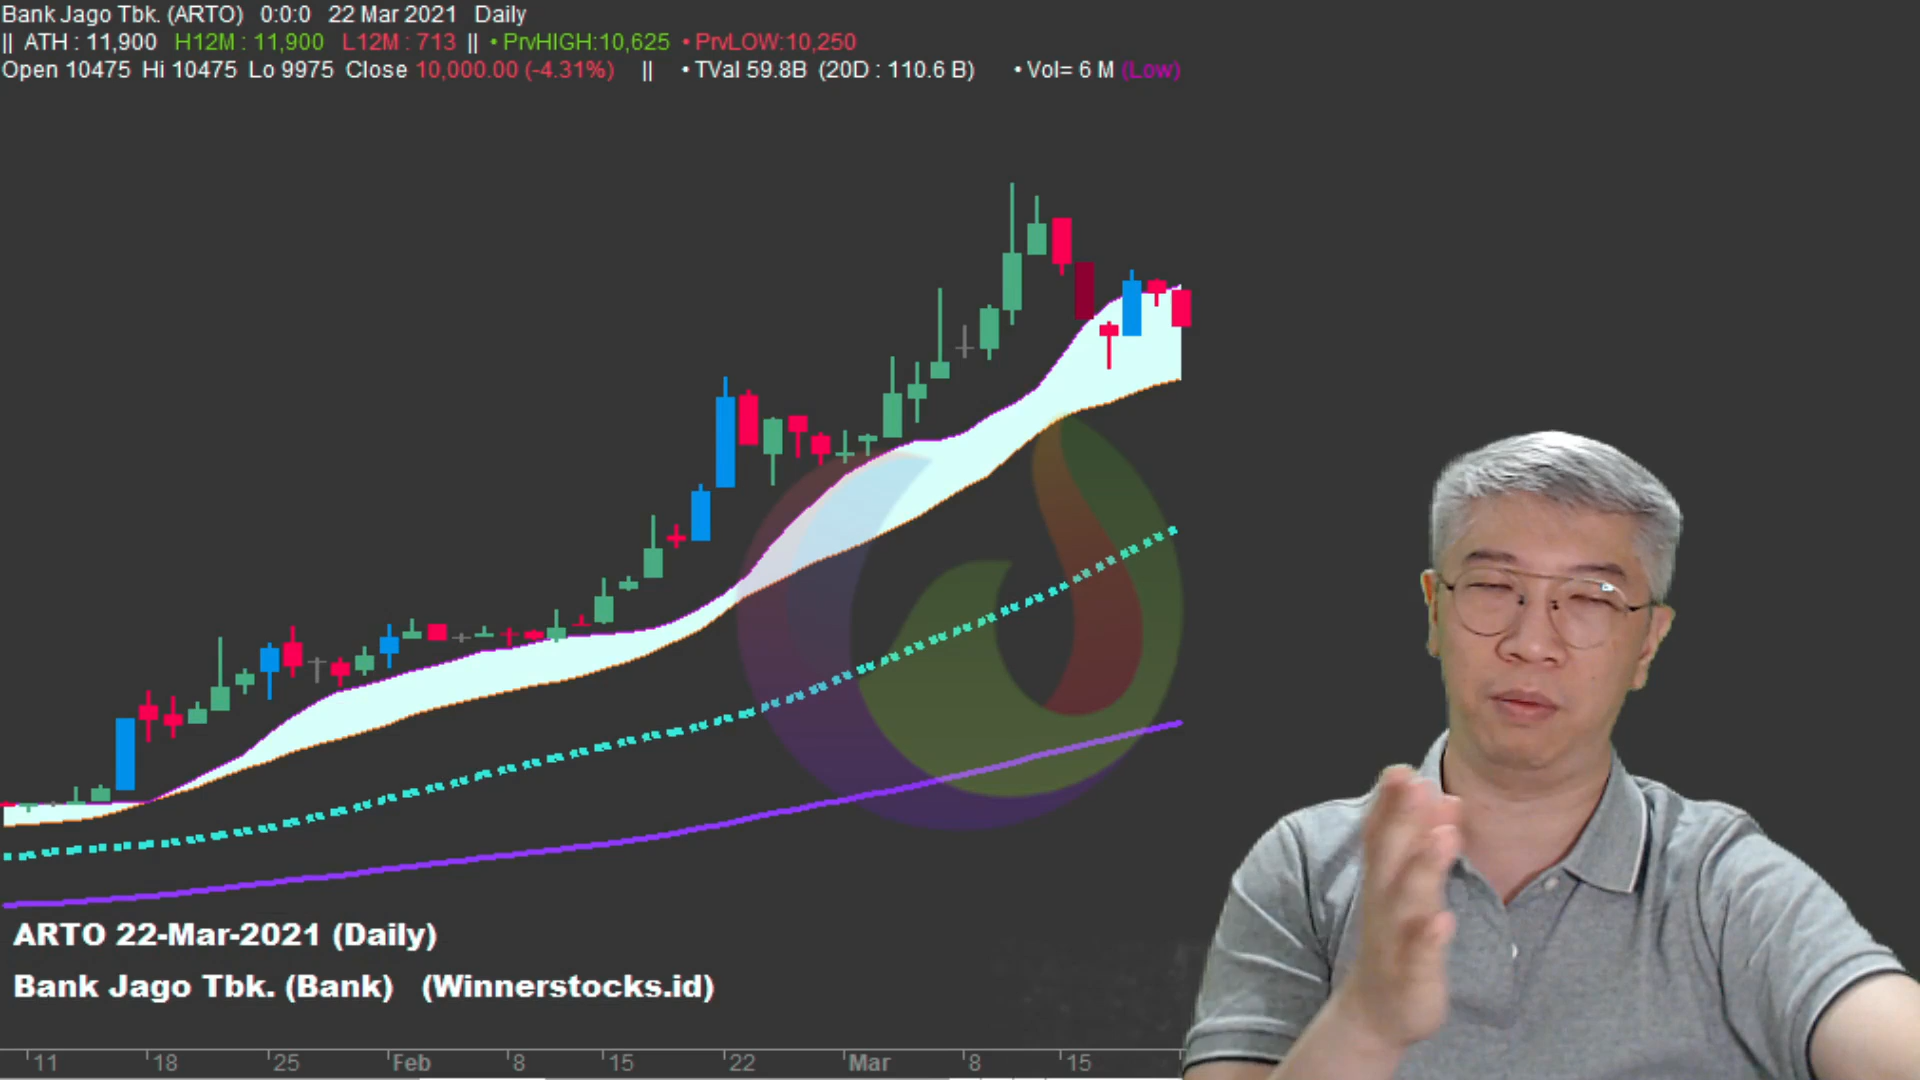 Bank Jago Tbk. (ARTO) 0:0:0 22 Mar 2021 Daily
|| ATH : 11,900 H12M : 11,900 L12M : 713 || • PrvHIGH:10,625 • PrvLOW:10,250
Open 10475 Hi 10475 Lo 9975 Close 10,000.00 (-4.31%) || • TVal 59.8B (20D : 110.6 B) • Vol= 6 M (Low)
ARTO 22-Mar-2021 (Daily)
Bank Jago Tbk. (Bank) (Winnerstocks.id)
11 18 25 Feb 8 15 22 Mar 8 15